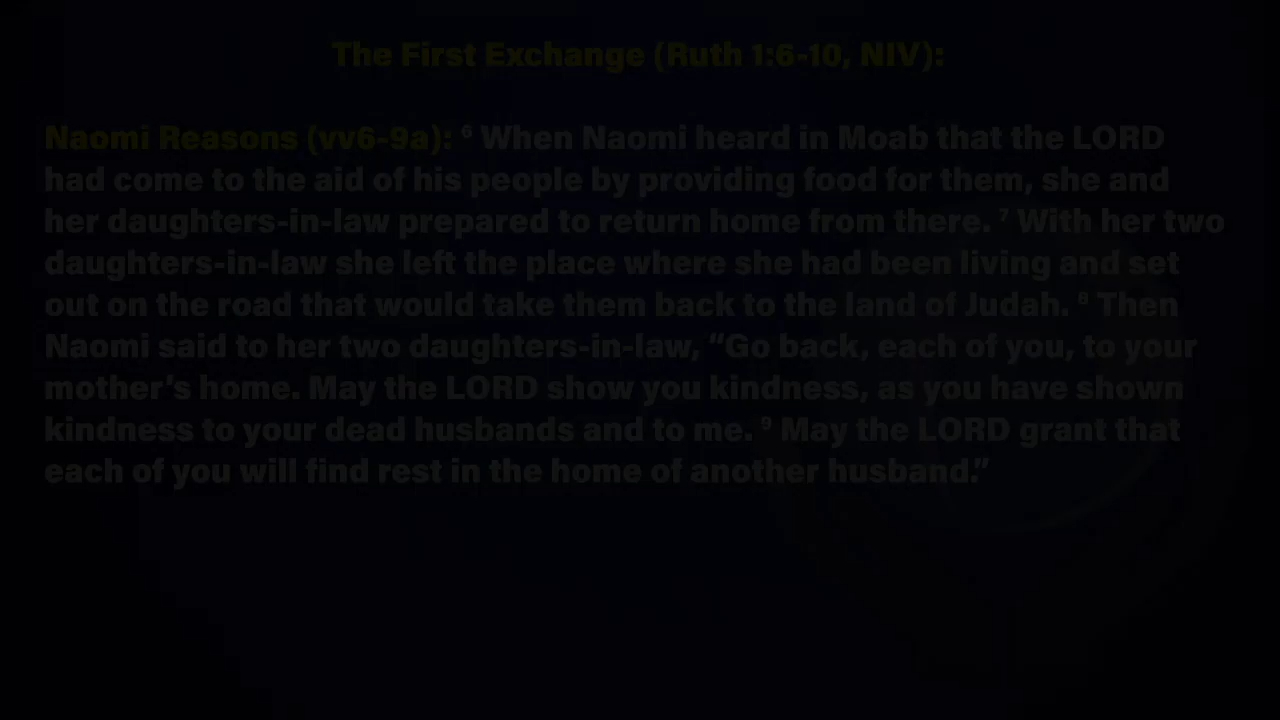 The First Exchange (Ruth 1:6-10, NIV):
Naomi Reasons (vv6-9a): ⁶ When Naomi heard in Moab that the LORD
had come to the aid of his people by providing food for them, she and
her daughters-in-law prepared to return home from there. ⁷ With her two
daughters-in-law she left the place where she had been living and set
out on the road that would take them back to the land of Judah. ⁸ Then
Naomi said to her two daughters-in-law, “Go back, each of you, to your
mother’s home. May the LORD show you kindness, as you have shown
kindness to your dead husbands and to me. ⁹ May the LORD grant that
each of you will find rest in the home of another husband.”